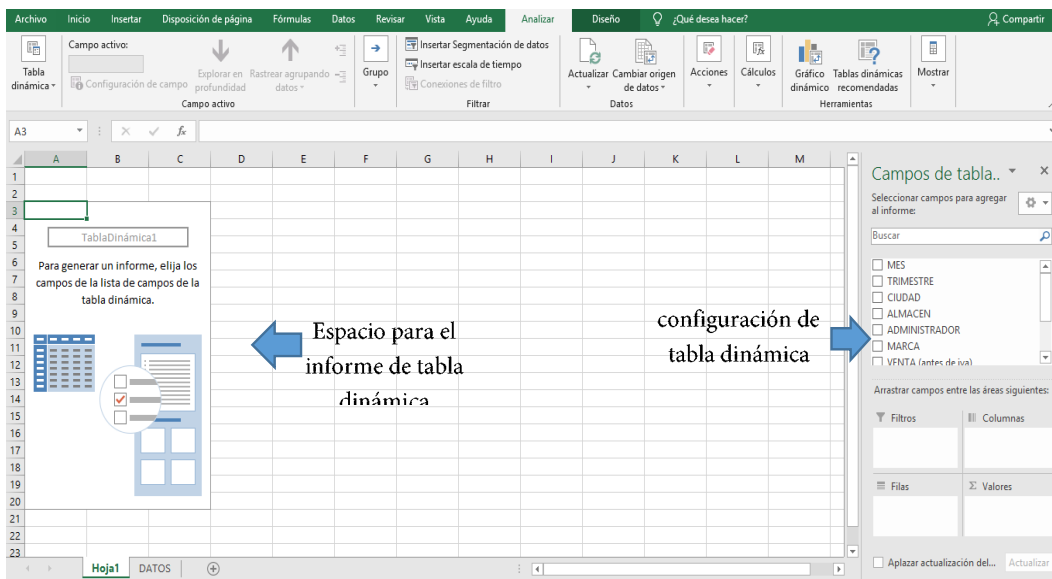 Archivo Inicio Insertar Disposición de página Fórmulas Datos Revisar Vista Ayuda Analizar Diseño ¿Qué desea hacer? Compartir
Tabla dinámica
Campo activo:
Configuración de campo
Explorar en profundidad
Rastrear agrupando datos
Campo activo
Grupo
Insertar Segmentación de datos
Insertar escala de tiempo
Conexiones de filtro
Filtrar
Actualizar
Cambiar origen de datos
Datos
Acciones
Cálculos
Gráfico dinámico
Tablas dinámicas recomendadas
Herramientas
Mostrar
A3
fx
A B C D E F G H I J K L M
1
2
3
4
5
6
7
8
9
10
11
12
13
14
15
16
17
18
19
20
21
22
23
TablaDinámica1
Para generar un informe, elija los
campos de la lista de campos de la
tabla dinámica.
Espacio para el
informe de tabla
dinámica
configuración de
tabla dinámica
Campos de tabla..
Seleccionar campos para agregar
al informe:
Buscar
MES
TRIMESTRE
CIUDAD
ALMACEN
ADMINISTRADOR
MARCA
VENTA (antes de iva)
Arrastrar campos entre las áreas siguientes:
Filtros
Columnas
Filas
Σ Valores
Aplazar actualización del... Actualizar
Hoja1 DATOS